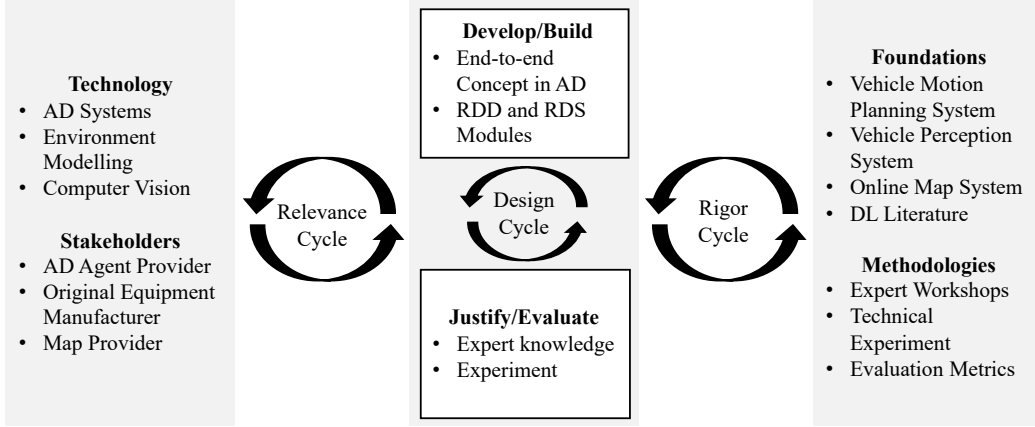 Technology
• AD Systems
• Environment
Modelling
• Computer Vision
Stakeholders
• AD Agent Provider
• Original Equipment
Manufacturer
• Map Provider
Relevance
Cycle
Develop/Build
• End-to-end
Concept in AD
• RDD and RDS
Modules
Design
Cycle
Justify/Evaluate
• Expert knowledge
• Experiment
Rigor
Cycle
Foundations
• Vehicle Motion
Planning System
• Vehicle Perception
System
• Online Map System
• DL Literature
Methodologies
• Expert Workshops
• Technical
Experiment
• Evaluation Metrics